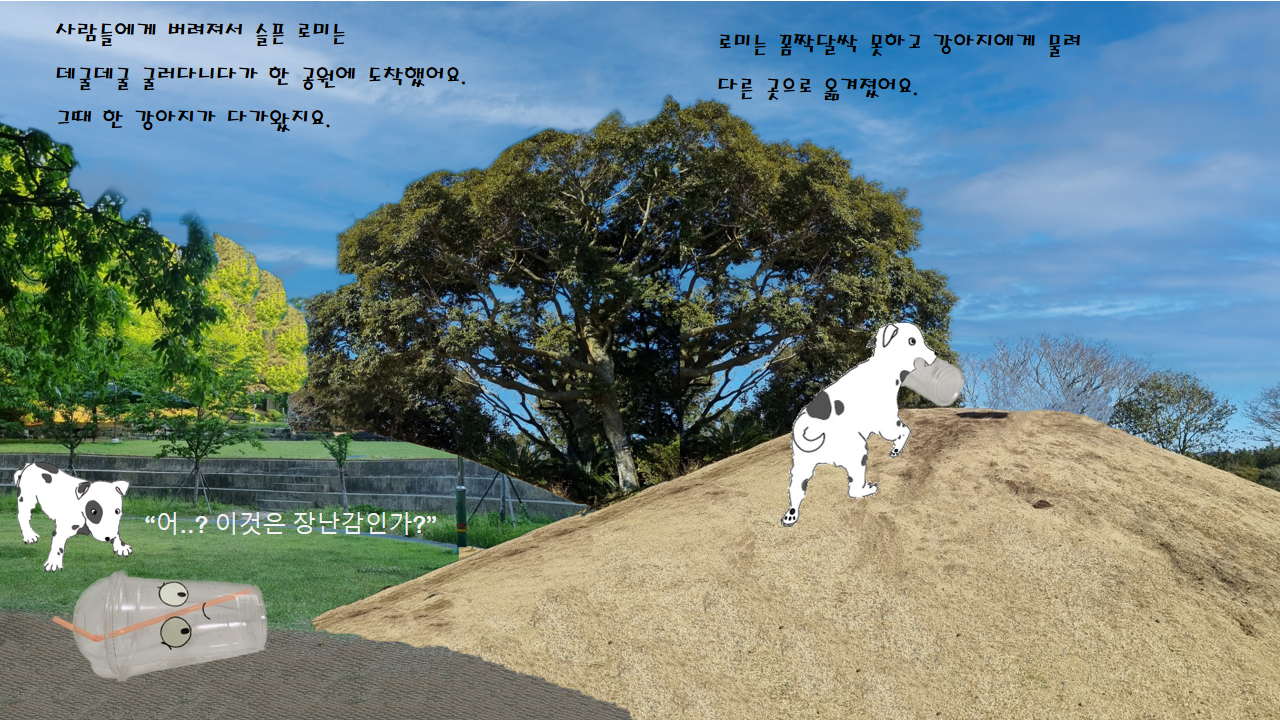 사람들에게 버려져서 슬픈 로미는
데굴데굴 굴러다니다가 한 공원에 도착했어요.
그때 한 강아지가 다가왔지요.
“어..? 이것은 장난감인가?”
로미는 꼼짝달싹 못하고 강아지에게 물려
다른 곳으로 옮겨졌어요.